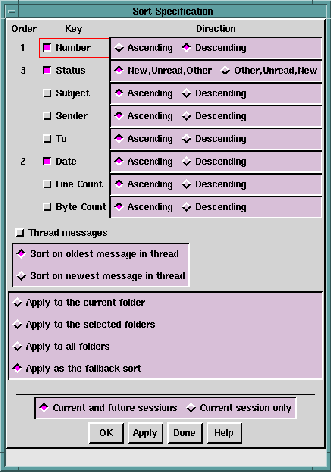 Sort Specification
Order Key Direction
1 Number Ascending Descending
3 Status New,Unread,Other Other,Unread,New
Subject Ascending Descending
Sender Ascending Descending
To Ascending Descending
2 Date Ascending Descending
Line Count Ascending Descending
Byte Count Ascending Descending
Thread messages
Sort on oldest message in thread
Sort on newest message in thread
Apply to the current folder
Apply to the selected folders
Apply to all folders
Apply as the fallback sort
Current and future sessions Current session only
OK Apply Done Help